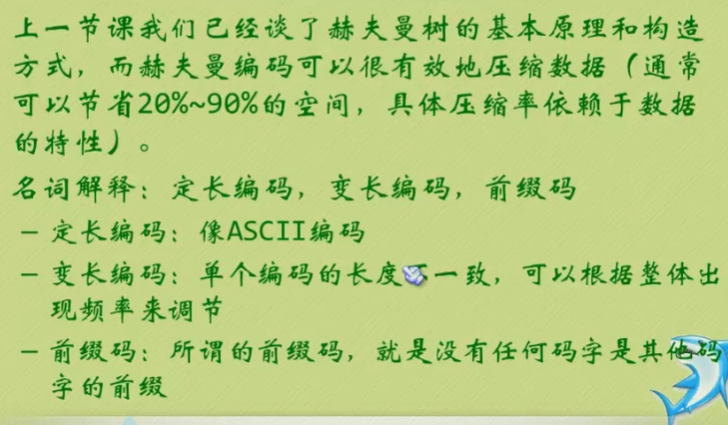 上一节课我们已经谈了赫夫曼树的基本原理和构造
方式，而赫夫曼编码可以很有效地压缩数据（通常
可以节省20%~90%的空间，具体压缩率依赖于数据
的特性）。
名词解释：定长编码，变长编码，前缀码
– 定长编码：像ASCII编码
– 变长编码：单个编码的长度不一致，可以根据整体出
现频率来调节
– 前缀码：所谓的前缀码，就是没有任何码字是其他码
字的前缀